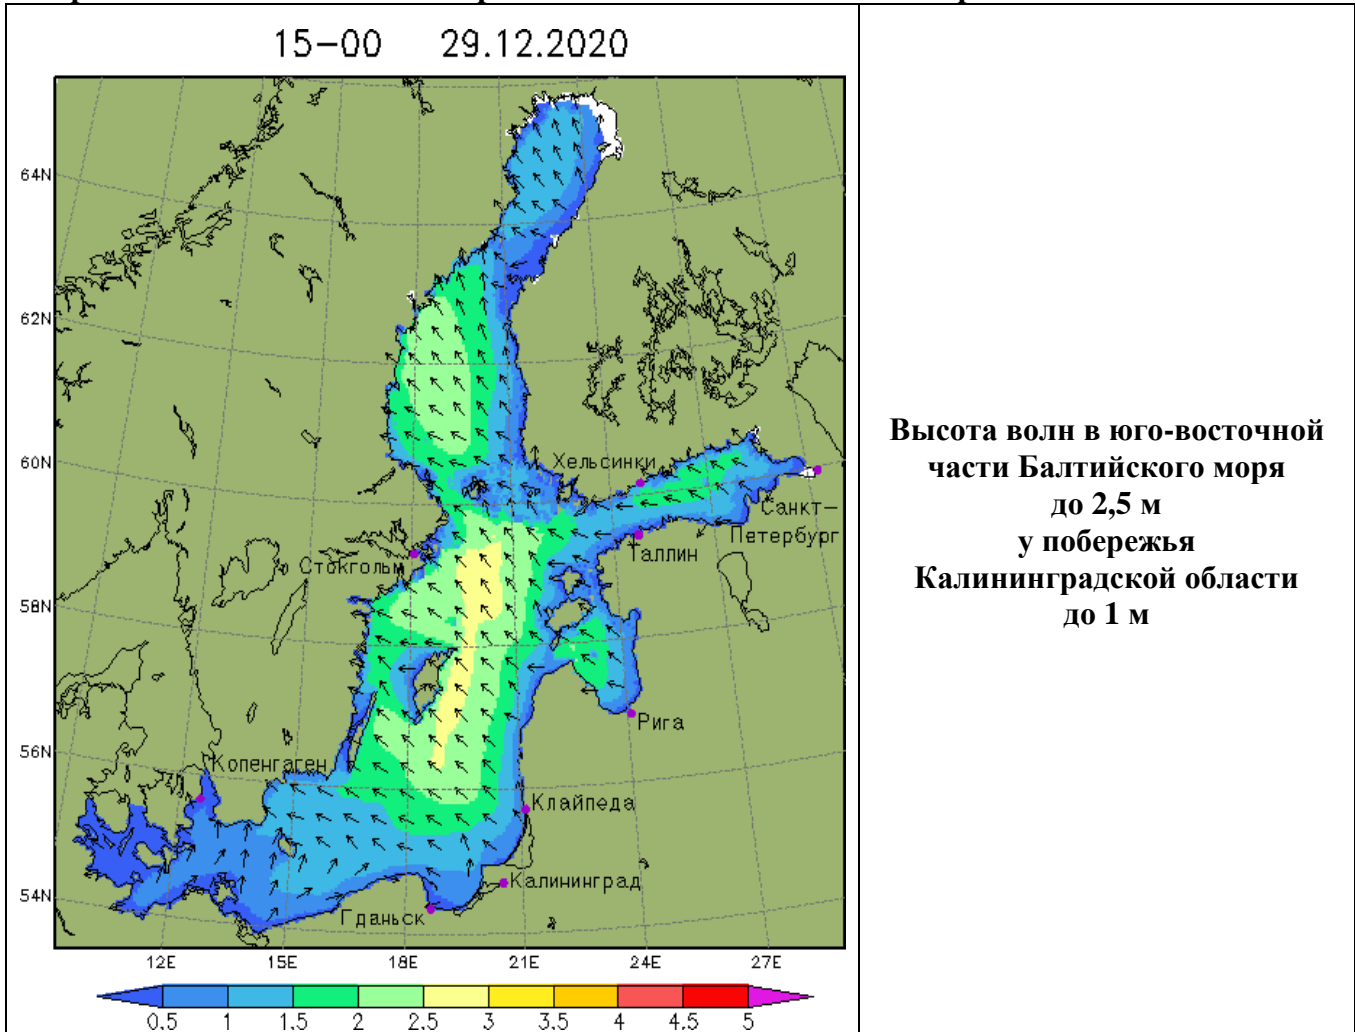 15-00 29.12.2020
64N
62N
60N
58N
56N
54N
Хельсинки
Санкт-
Петербург
Таллин
Стокгольм
Рига
Копенгаген
Клайпеда
Калининград
Гданьск
12E 15E 18E 21E 24E 27E
0,5 1 1,5 2 2,5 3 3,5 4 4,5 5
Высота волн в юго-восточной
части Балтийского моря
до 2,5 м
у побережья
Калининградской области
до 1 м